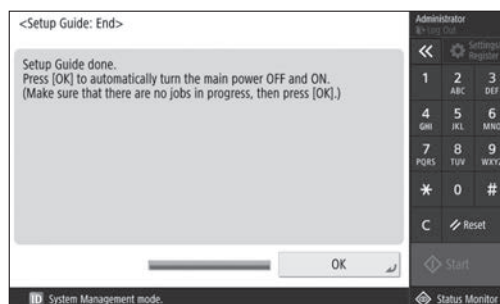 <Setup Guide: End>
Setup Guide done.
Press [OK] to automatically turn the main power OFF and ON.
(Make sure that there are no jobs in progress, then press [OK].)
OK
ID System Management mode.
Administrator
Log Out
Settings/
Register
1
2 ABC
3 DEF
4 GHI
5 JKL
6 MNO
7 PQRS
8 TUV
9 WXYZ
* 0 #
C Reset
Start
Status Monitor